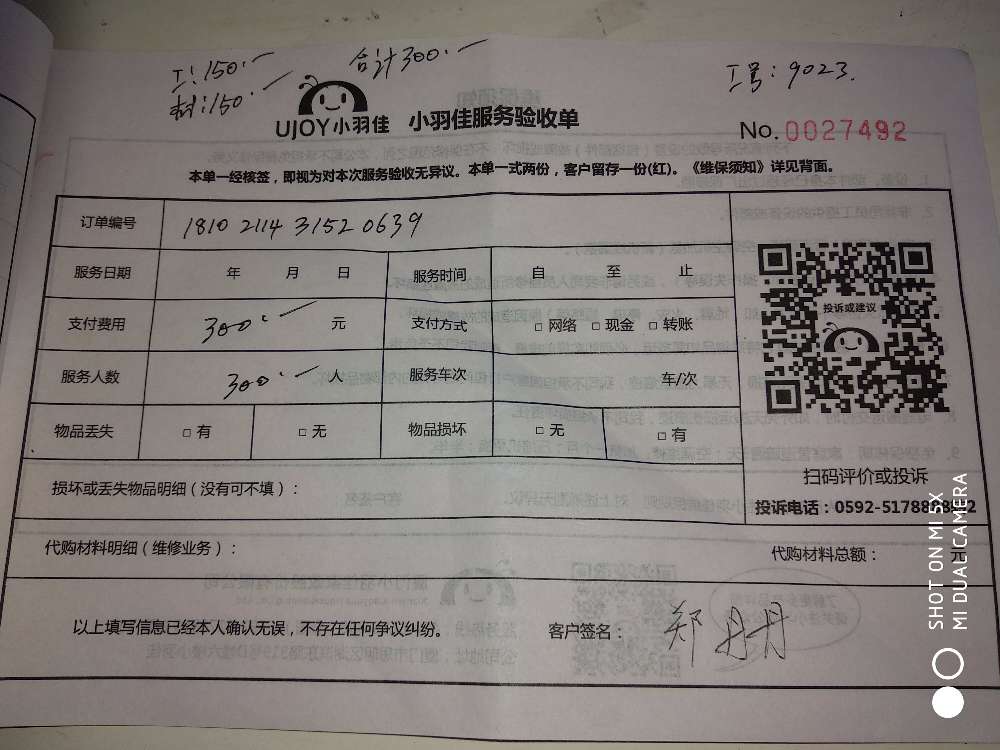 工:150.一
材:150.一
合计300.一
工号:9023.
UJOY小羽佳 小羽佳服务验收单
No.0027492
本单一经核签，即视为对本次服务验收无异议。本单一式两份，客户留存一份(红)。《维保须知》详见背面。
订单编号 1810 2114 3152 0639
服务日期 年 月 日 服务时间 自 至 止
支付费用 300.一 元 支付方式 □ 网络 □ 现金 □ 转账
服务人数 300.一 人 服务车次 车/次
物品丢失 □ 有 □ 无 物品损坏 □ 无 □ 有
投诉或建议
扫码评价或投诉
投诉电话：0592-5178
损坏或丢失物品明细（没有可不填）：
代购材料明细（维修业务）： 代购材料总额： 元
以上填写信息已经本人确认无误，不存在任何争议纠纷。 客户签名： 郑丹丹
SHOT ON MI 5X
MI DUAL CAMERA